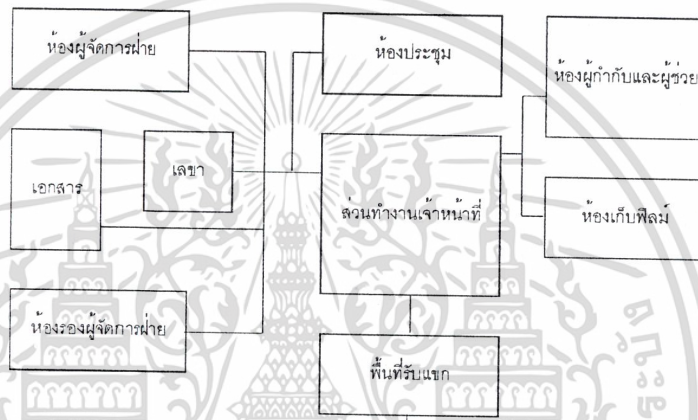 ห้องผู้จัดการฝ่าย
ห้องประชุม
ห้องผู้กำกับและผู้ช่วย
เลขา
เอกสาร
ส่วนทำงานเจ้าหน้าที่
ห้องเก็บฟิลม์
ห้องรองผู้จัดการฝ่าย
พื้นที่รับแขก